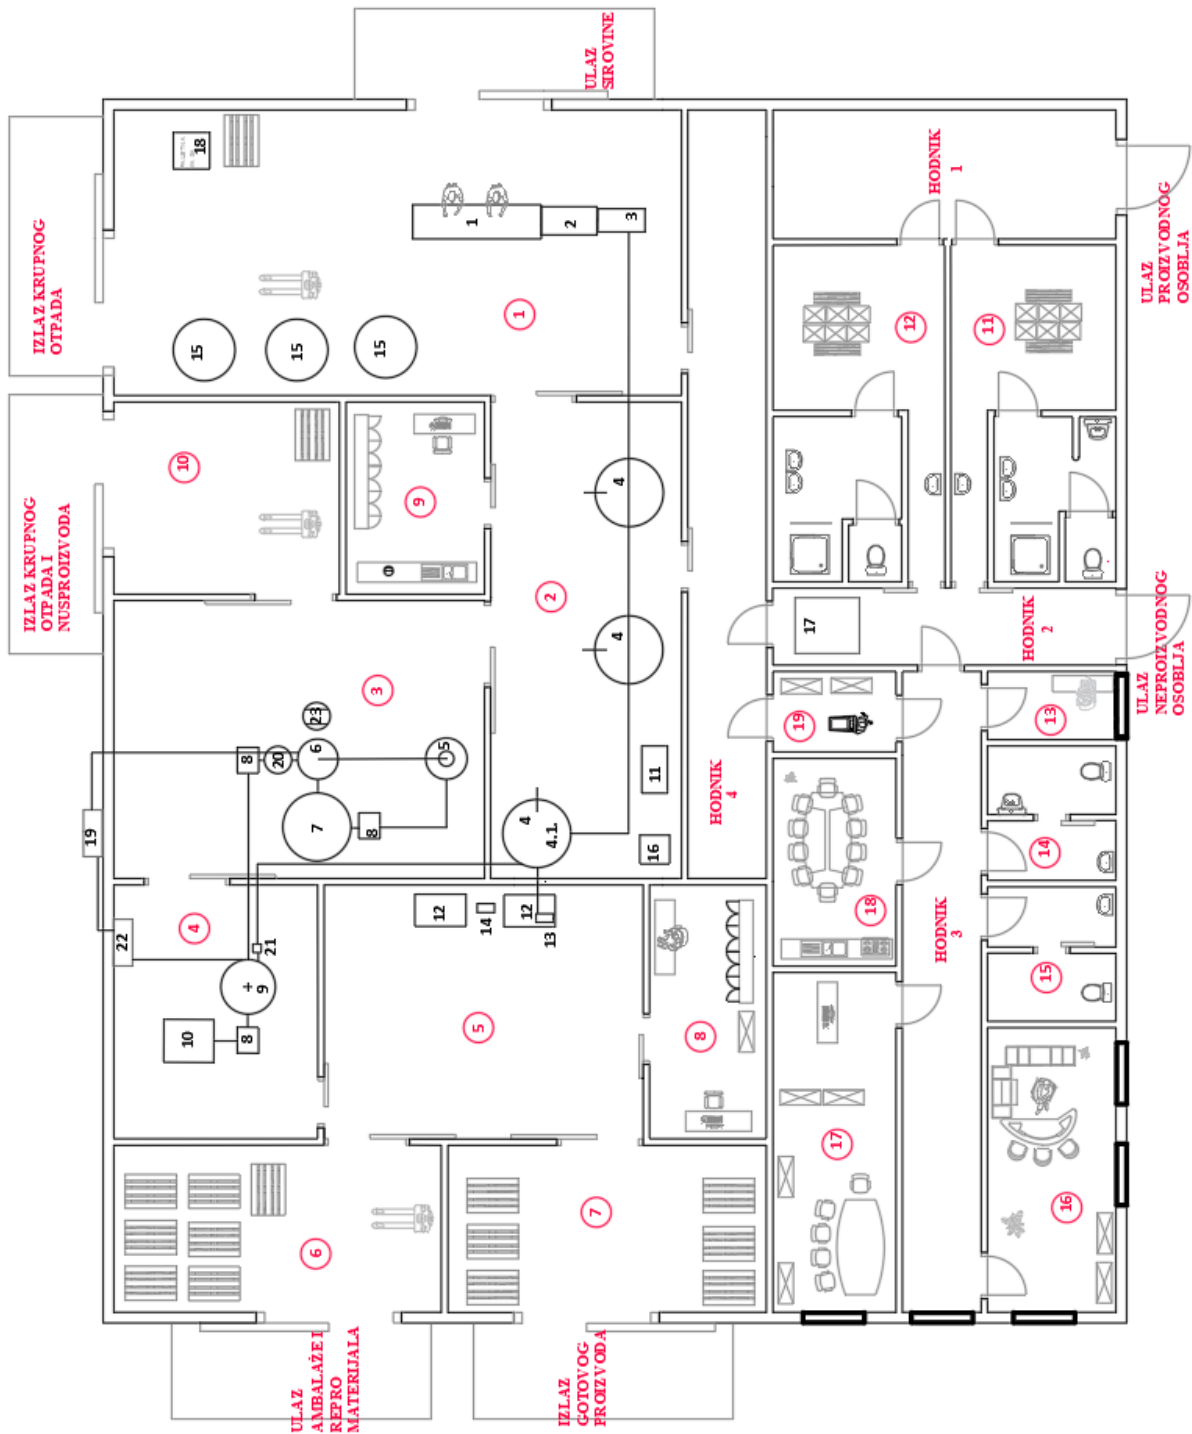 IZLAZ KRUPNOG
OTPADA I
NUSPROIZVODA
IZLAZ KRUPNOG
OTPADA
19
22
10
4
10
15
18
8
9
21
8
20
15
ULAZ
AMBALAŽE I
REPRO
MATERIJALA
6
7
6
23
8
3
15
12
5
9
5
14
1
12
4
1
13
4.1.
2
2
IZLAZ
GOTOVOG
PROIZVODA
7
ULAZ
SIROVINE
4
4
3
16
11
8
HODNIK
4
19
17
17
18
12
HODNIK
3
HODNIK
1
11
HODNIK
2
15
14
13
16
ULAZ
NEPROIZVODNOG
OSOBLJA
ULAZ
PROIZVODNOG
OSOBLJA